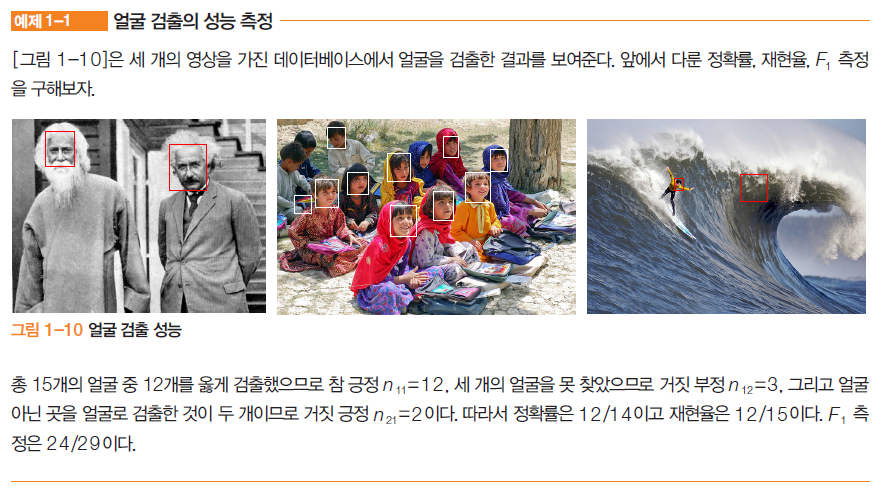 예제 1-1 얼굴 검출의 성능 측정
[그림 1-10]은 세 개의 영상을 가진 데이터베이스에서 얼굴을 검출한 결과를 보여준다. 앞에서 다룬 정확률, 재현율, F1 측정
을 구해보자.
그림 1-10 얼굴 검출 성능
총 15개의 얼굴 중 12개를 옳게 검출했으므로 참 긍정 n11=12, 세 개의 얼굴을 못 찾았으므로 거짓 부정 n12=3, 그리고 얼굴
아닌 곳을 얼굴로 검출한 것이 두 개이므로 거짓 긍정 n21=2이다. 따라서 정확률은 12/14이고 재현율은 12/15이다. F1 측
정은 24/29이다.